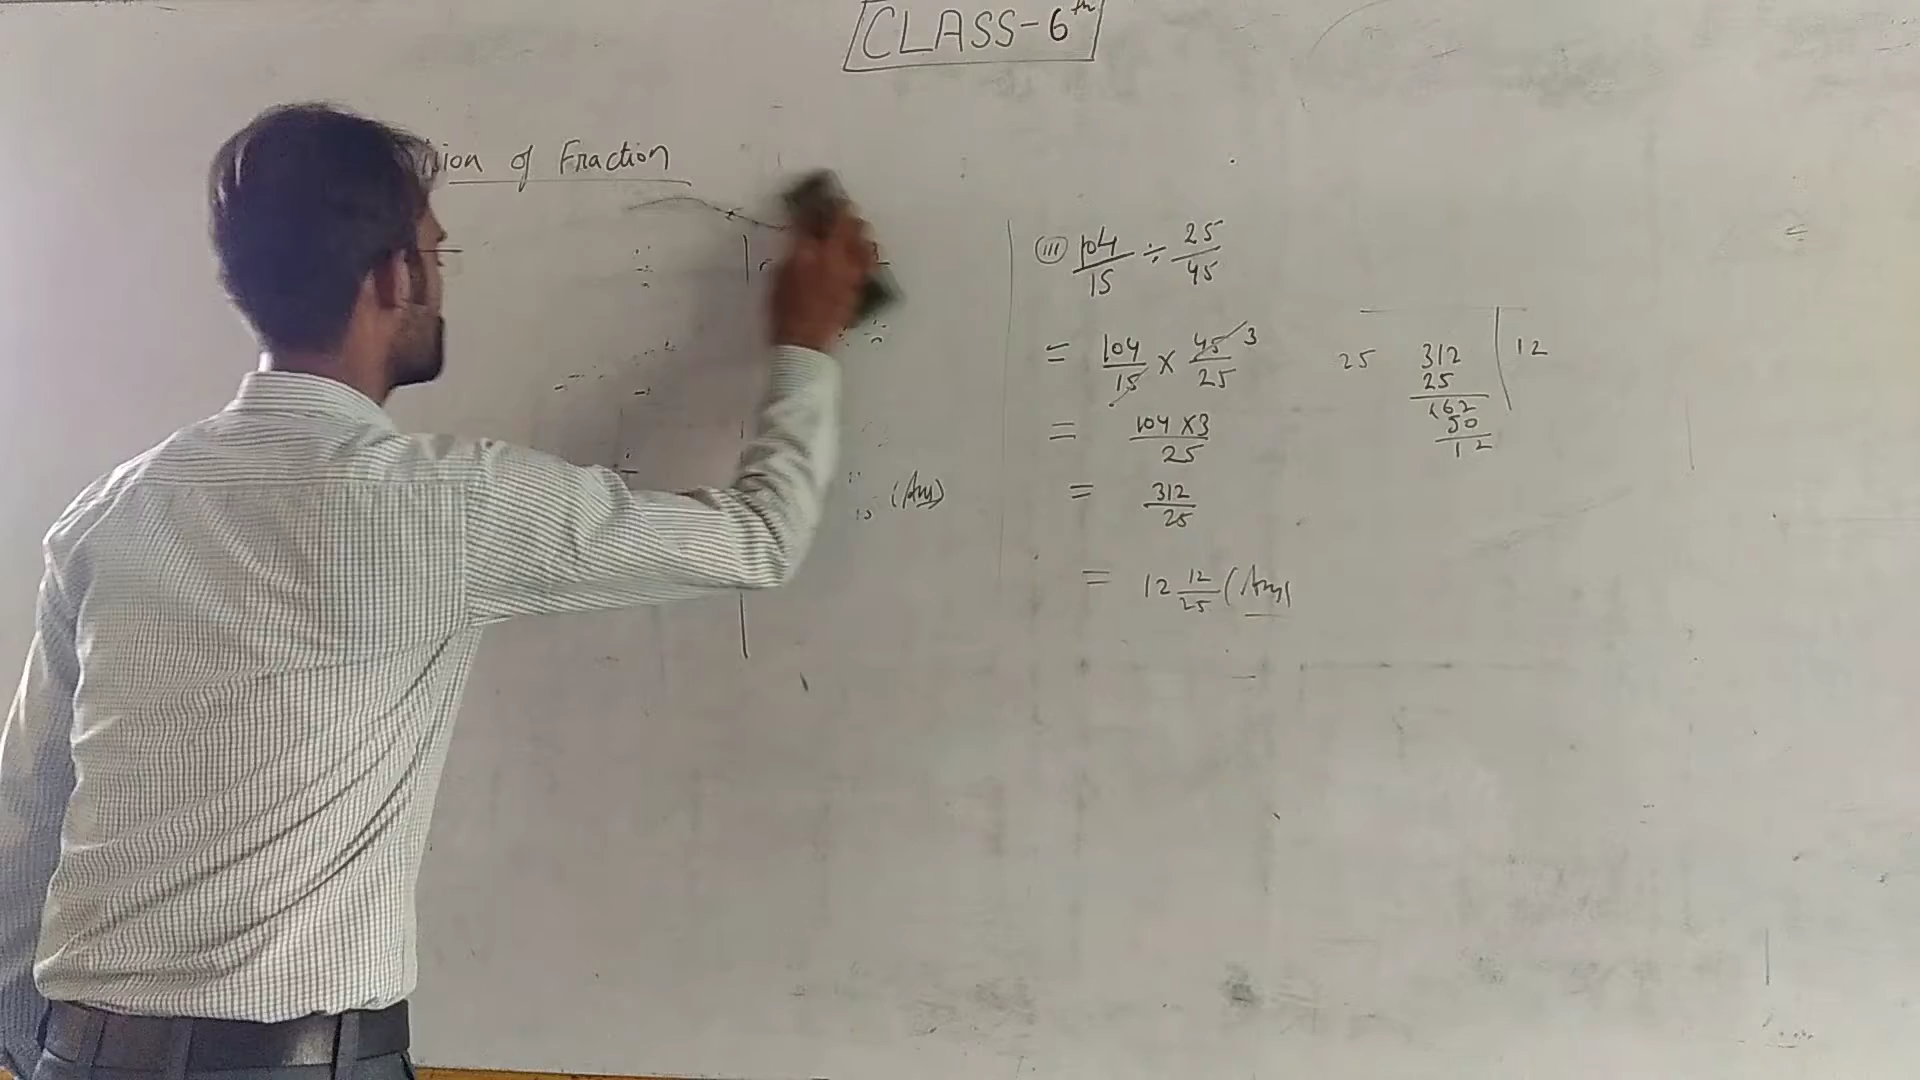 CLASS-6th
ision of Fraction
(Ans)
(iii) 104/15 ÷ 25/45
= 104/15 × 45/25 3
= 104×3/25
= 312/25
= 12 12/25 (Ans)
25 312 12
25
62
50
12